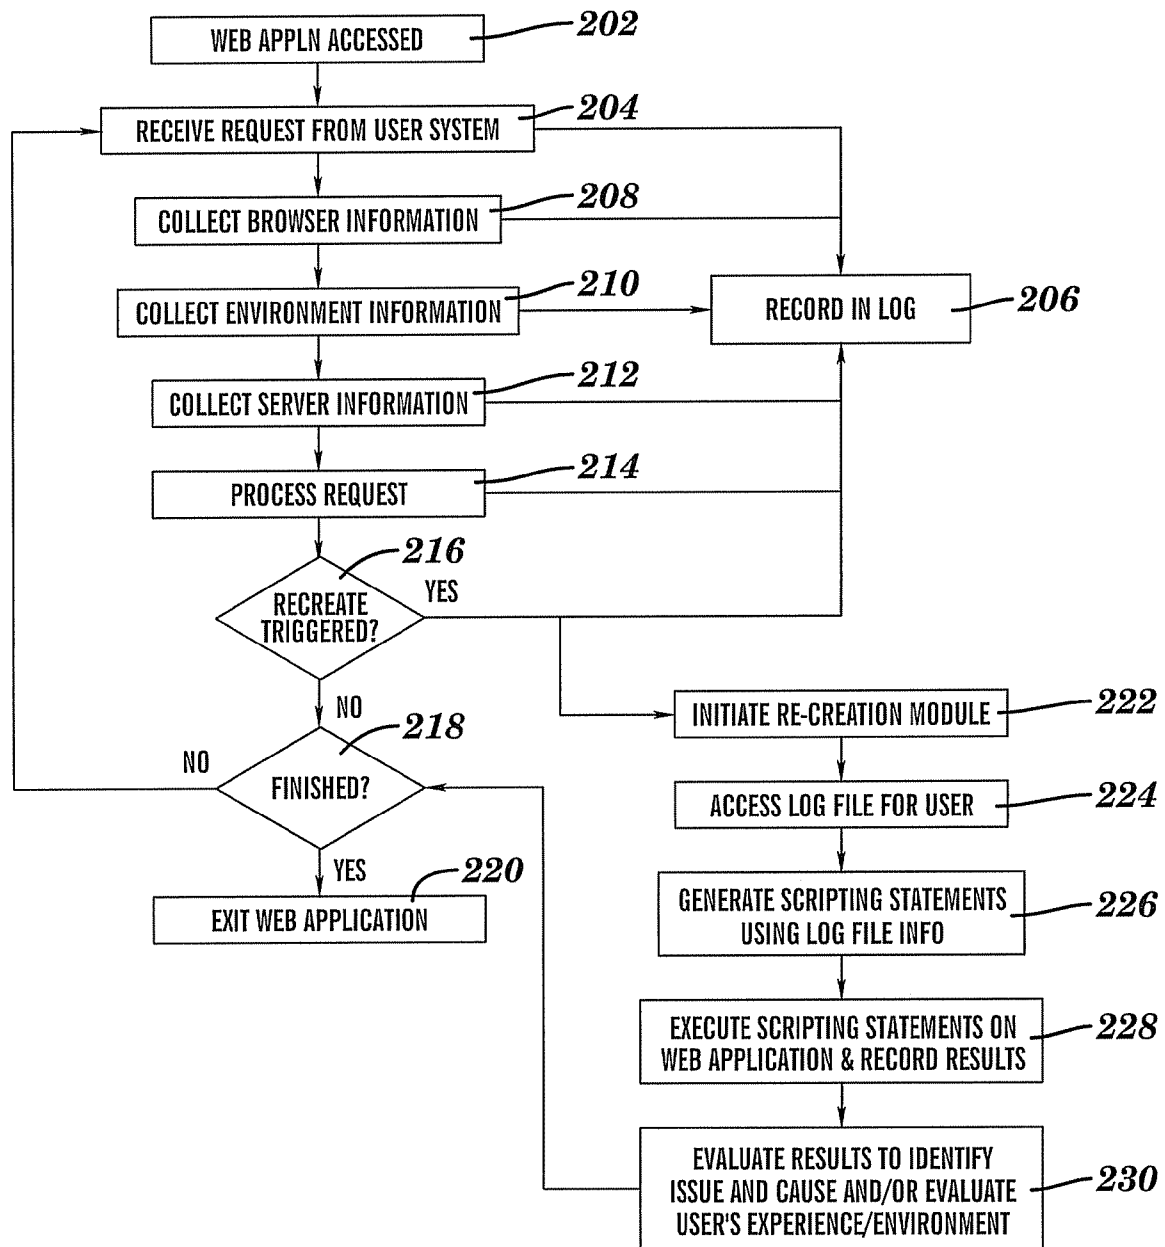 WEB APPLN ACCESSED
202
RECEIVE REQUEST FROM USER SYSTEM
204
COLLECT BROWSER INFORMATION
208
COLLECT ENVIRONMENT INFORMATION
210
RECORD IN LOG
206
COLLECT SERVER INFORMATION
212
PROCESS REQUEST
214
216
RECREATE
TRIGGERED?
YES
NO
218
FINISHED?
NO
YES
220
EXIT WEB APPLICATION
INITIATE RE-CREATION MODULE
222
ACCESS LOG FILE FOR USER
224
GENERATE SCRIPTING STATEMENTS
USING LOG FILE INFO
226
EXECUTE SCRIPTING STATEMENTS ON
WEB APPLICATION & RECORD RESULTS
228
EVALUATE RESULTS TO IDENTIFY
ISSUE AND CAUSE AND/OR EVALUATE
USER'S EXPERIENCE/ENVIRONMENT
230